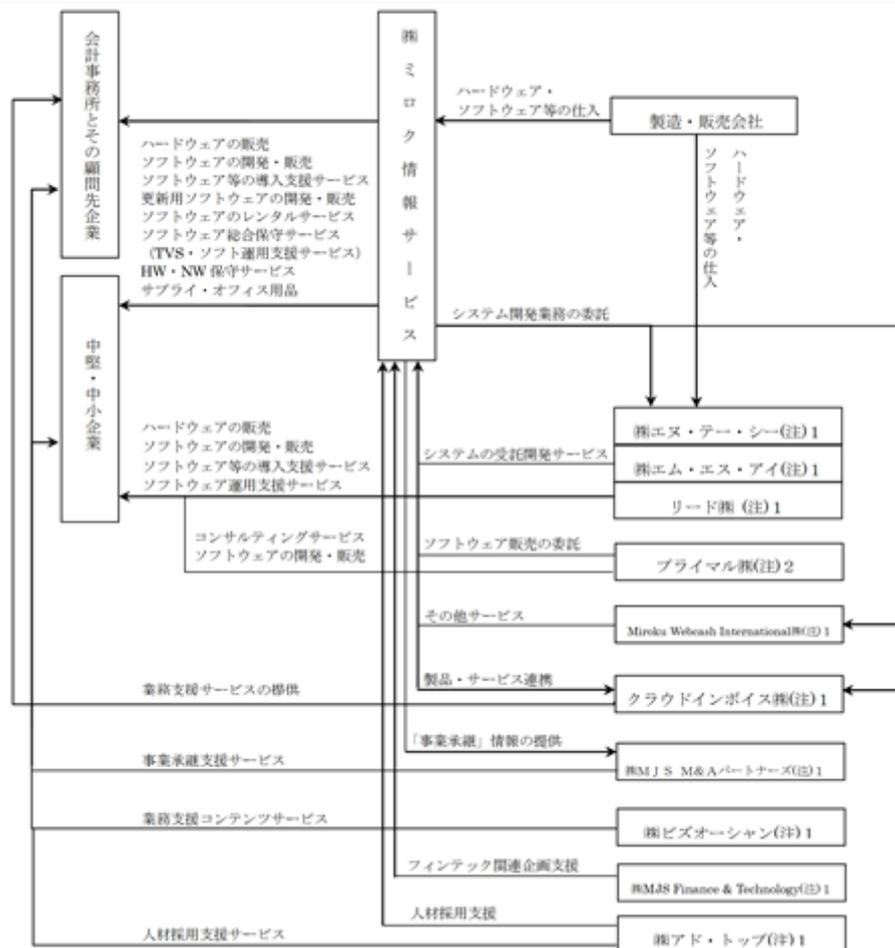 会計事務所とその顧問先企業
㈱ミロク情報サービス
ハードウェア・
ソフトウェア等の仕入
製造・販売会社
ハードウェアの販売
ソフトウェアの開発・販売
ソフトウェア等の導入支援サービス
更新用ソフトウェアの開発・販売
ソフトウェアのレンタルサービス
ソフトウェア総合保守サービス
（TVS・ソフト運用支援サービス）
HW・NW 保守サービス
サプライ・オフィス用品
ハードウェア・
ソフトウェア等の仕入
システム開発業務の委託
中堅・中小企業
ハードウェアの販売
ソフトウェアの開発・販売
ソフトウェア等の導入支援サービス
ソフトウェア運用支援サービス
システムの受託開発サービス
㈱エヌ・テー・シー(注)1
㈱エム・エス・アイ(注)1
リード㈱ (注)1
コンサルティングサービス
ソフトウェアの開発・販売
ソフトウェア販売の委託
プライマル㈱(注)2
その他サービス
Miroku Webcash International㈱(注)1
製品・サービス連携
業務支援サービスの提供
クラウドインボイス㈱(注)1
「事業承継」情報の提供
事業承継支援サービス
㈱MJS M&Aパートナーズ(注)1
業務支援コンテンツサービス
㈱ビズオーシャン(注)1
フィンテック関連企画支援
㈱MJS Finance & Technology(注)1
人材採用支援
人材採用支援サービス
㈱アド・トップ(注)1